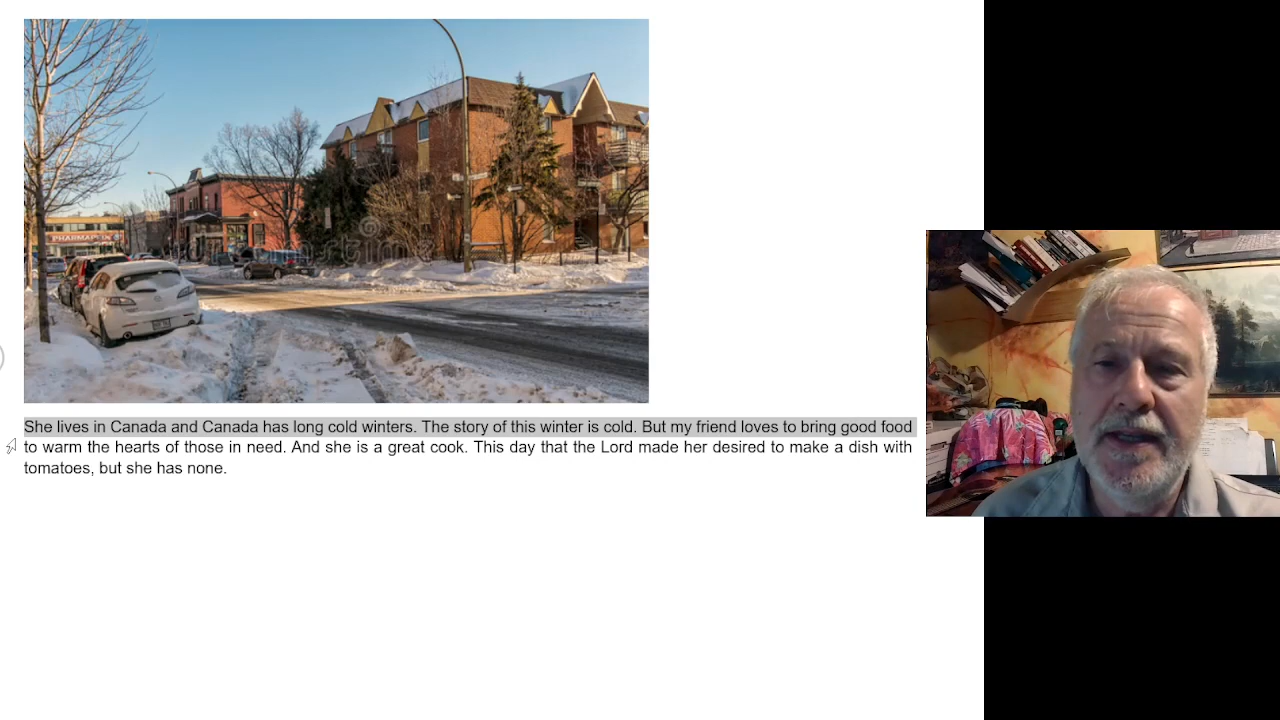 PHARMAPRIX
She lives in Canada and Canada has long cold winters. The story of this winter is cold. But my friend loves to bring good food
to warm the hearts of those in need. And she is a great cook. This day that the Lord made her desired to make a dish with
tomatoes, but she has none.